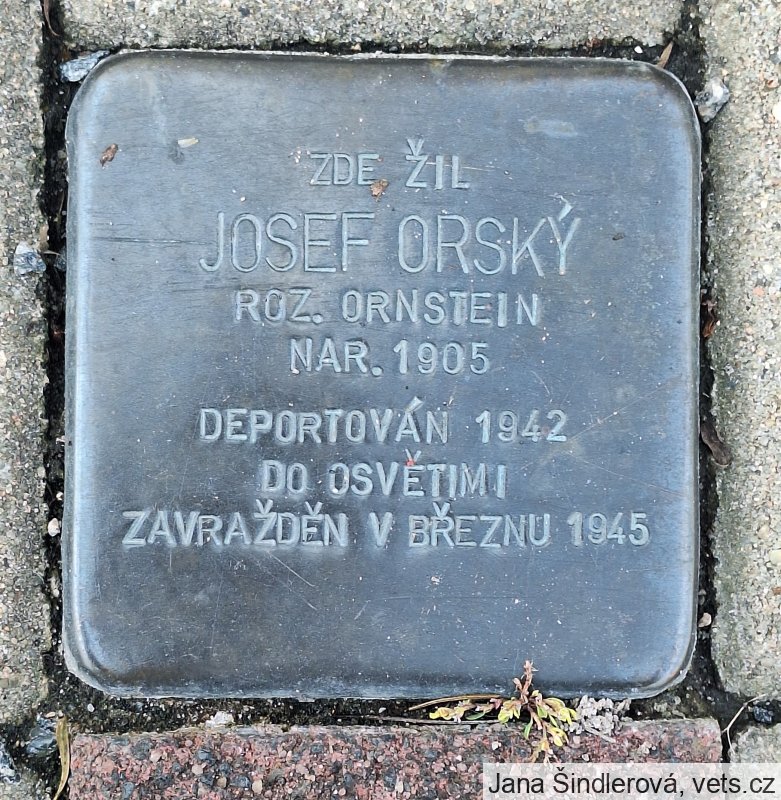 ZDE ŽIL
JOSEF ORSKÝ
ROZ. ORNSTEIN
NAR. 1905
DEPORTOVÁN 1942
DO OSVĚTIMI
ZAVRAŽDĚN V BŘEZNU 1945
Jana Šindlerová, vets.cz